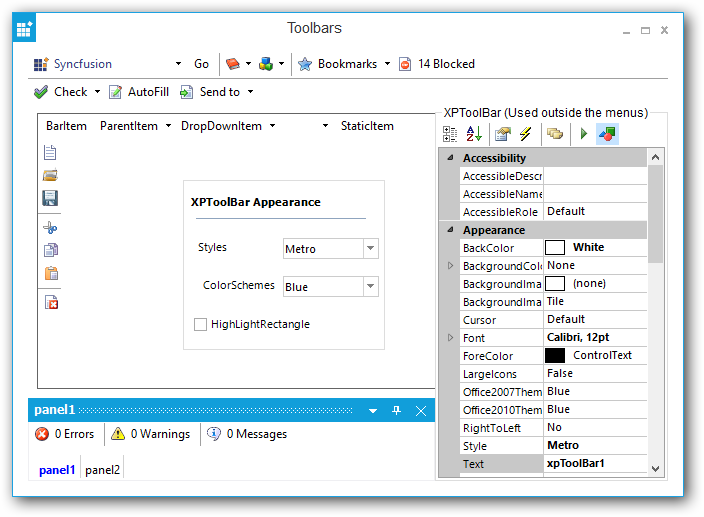 Toolbars
Syncfusion Go Bookmarks 14 Blocked
Check AutoFill Send to
BarItem ParentItem DropDownItem StaticItem
XPToolBar Appearance
Styles Metro
ColorSchemes Blue
HighLightRectangle
panel1
0 Errors 0 Warnings 0 Messages
panel1 panel2
XPToolBar (Used outside the menus)
Accessibility
AccessibleDescr
AccessibleName
AccessibleRole Default
Appearance
BackColor White
BackgroundColo None
BackgroundIma (none)
BackgroundIma Tile
Cursor Default
Font Calibri, 12pt
ForeColor ControlText
LargeIcons False
Office2007Them Blue
Office2010Them Blue
RightToLeft No
Style Metro
Text xpToolBar1